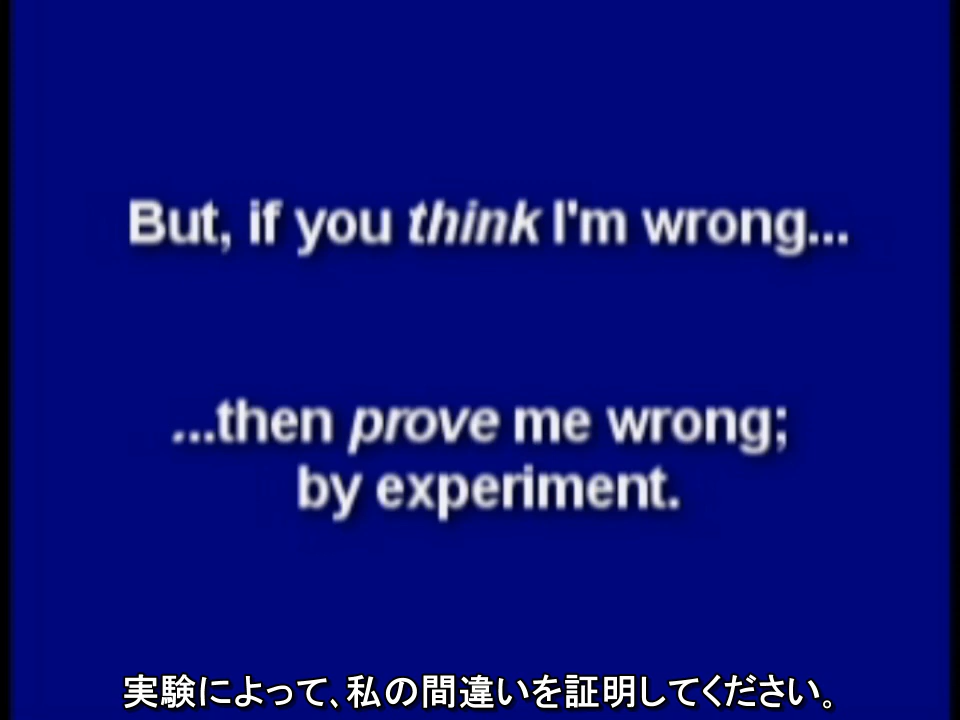 But, if you think I'm wrong...
...then prove me wrong;
by experiment.
実験によって、私の間違いを証明してください。